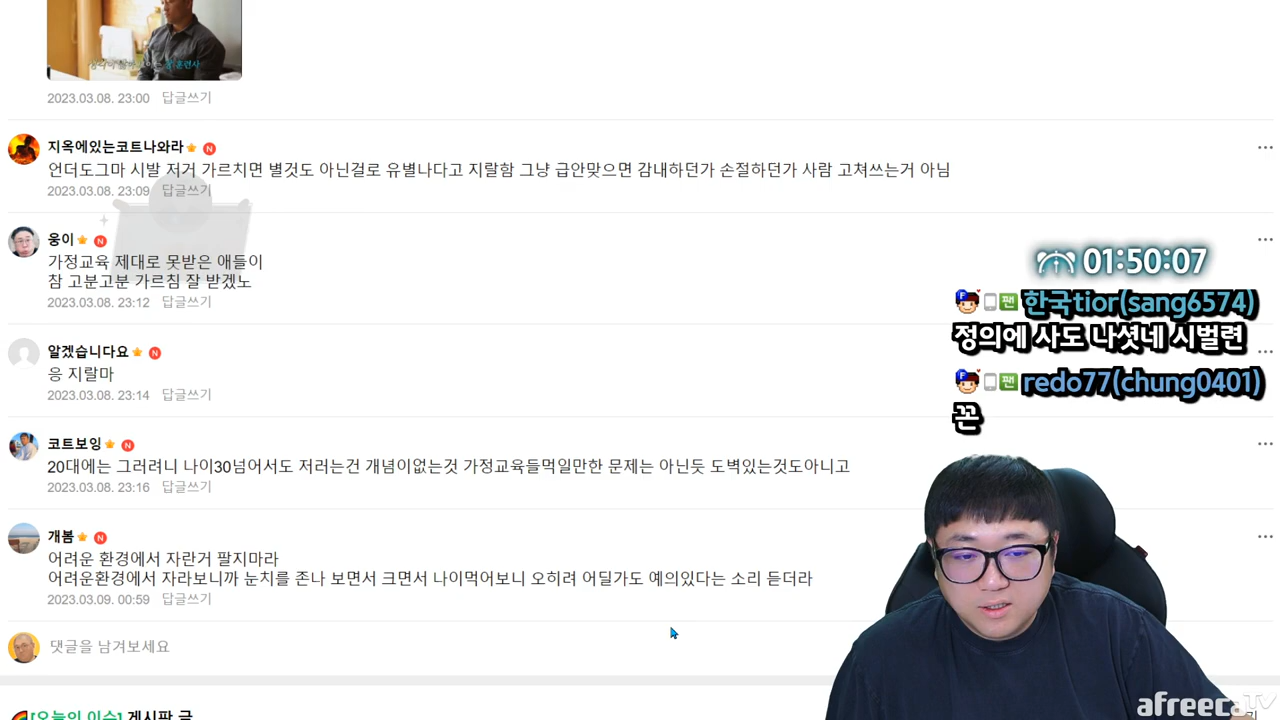 훈련사
2023.03.08. 23:00 답글쓰기
지옥에있는코트나와라 N
언더도그마 시발 저거 가르치면 별것도 아닌걸로 유별나다고 지랄함 그냥 급안맞으면 감내하던가 손절하던가 사람 고쳐쓰는거 아님
2023.03.08. 23:09 답글쓰기
웅이 N
가정교육 제대로 못받은 애들이
참 고분고분 가르침 잘 받겠노
2023.03.08. 23:12 답글쓰기
알겠습니다요 N
응 지랄마
2023.03.08. 23:14 답글쓰기
코트보잉 N
20대에는 그러려니 나이30넘어서도 저러는건 개념이없는것 가정교육들먹일만한 문제는 아닌듯 도벽있는것도아니고
2023.03.08. 23:16 답글쓰기
개봄 N
어려운 환경에서 자란거 팔지마라
어려운환경에서 자라보니까 눈치를 존나 보면서 크면서 나이먹어보니 오히려 어딜가도 예의있다는 소리 듣더라
2023.03.09. 00:59 답글쓰기
댓글을 남겨보세요
[오늘의 이슈] 게시판 글
01:50:07
F 팬 한국tior(sang6574)
정의에 사도 나셧네 시벌련
F 팬 redo77(chung0401)
꼰
afreecaTV